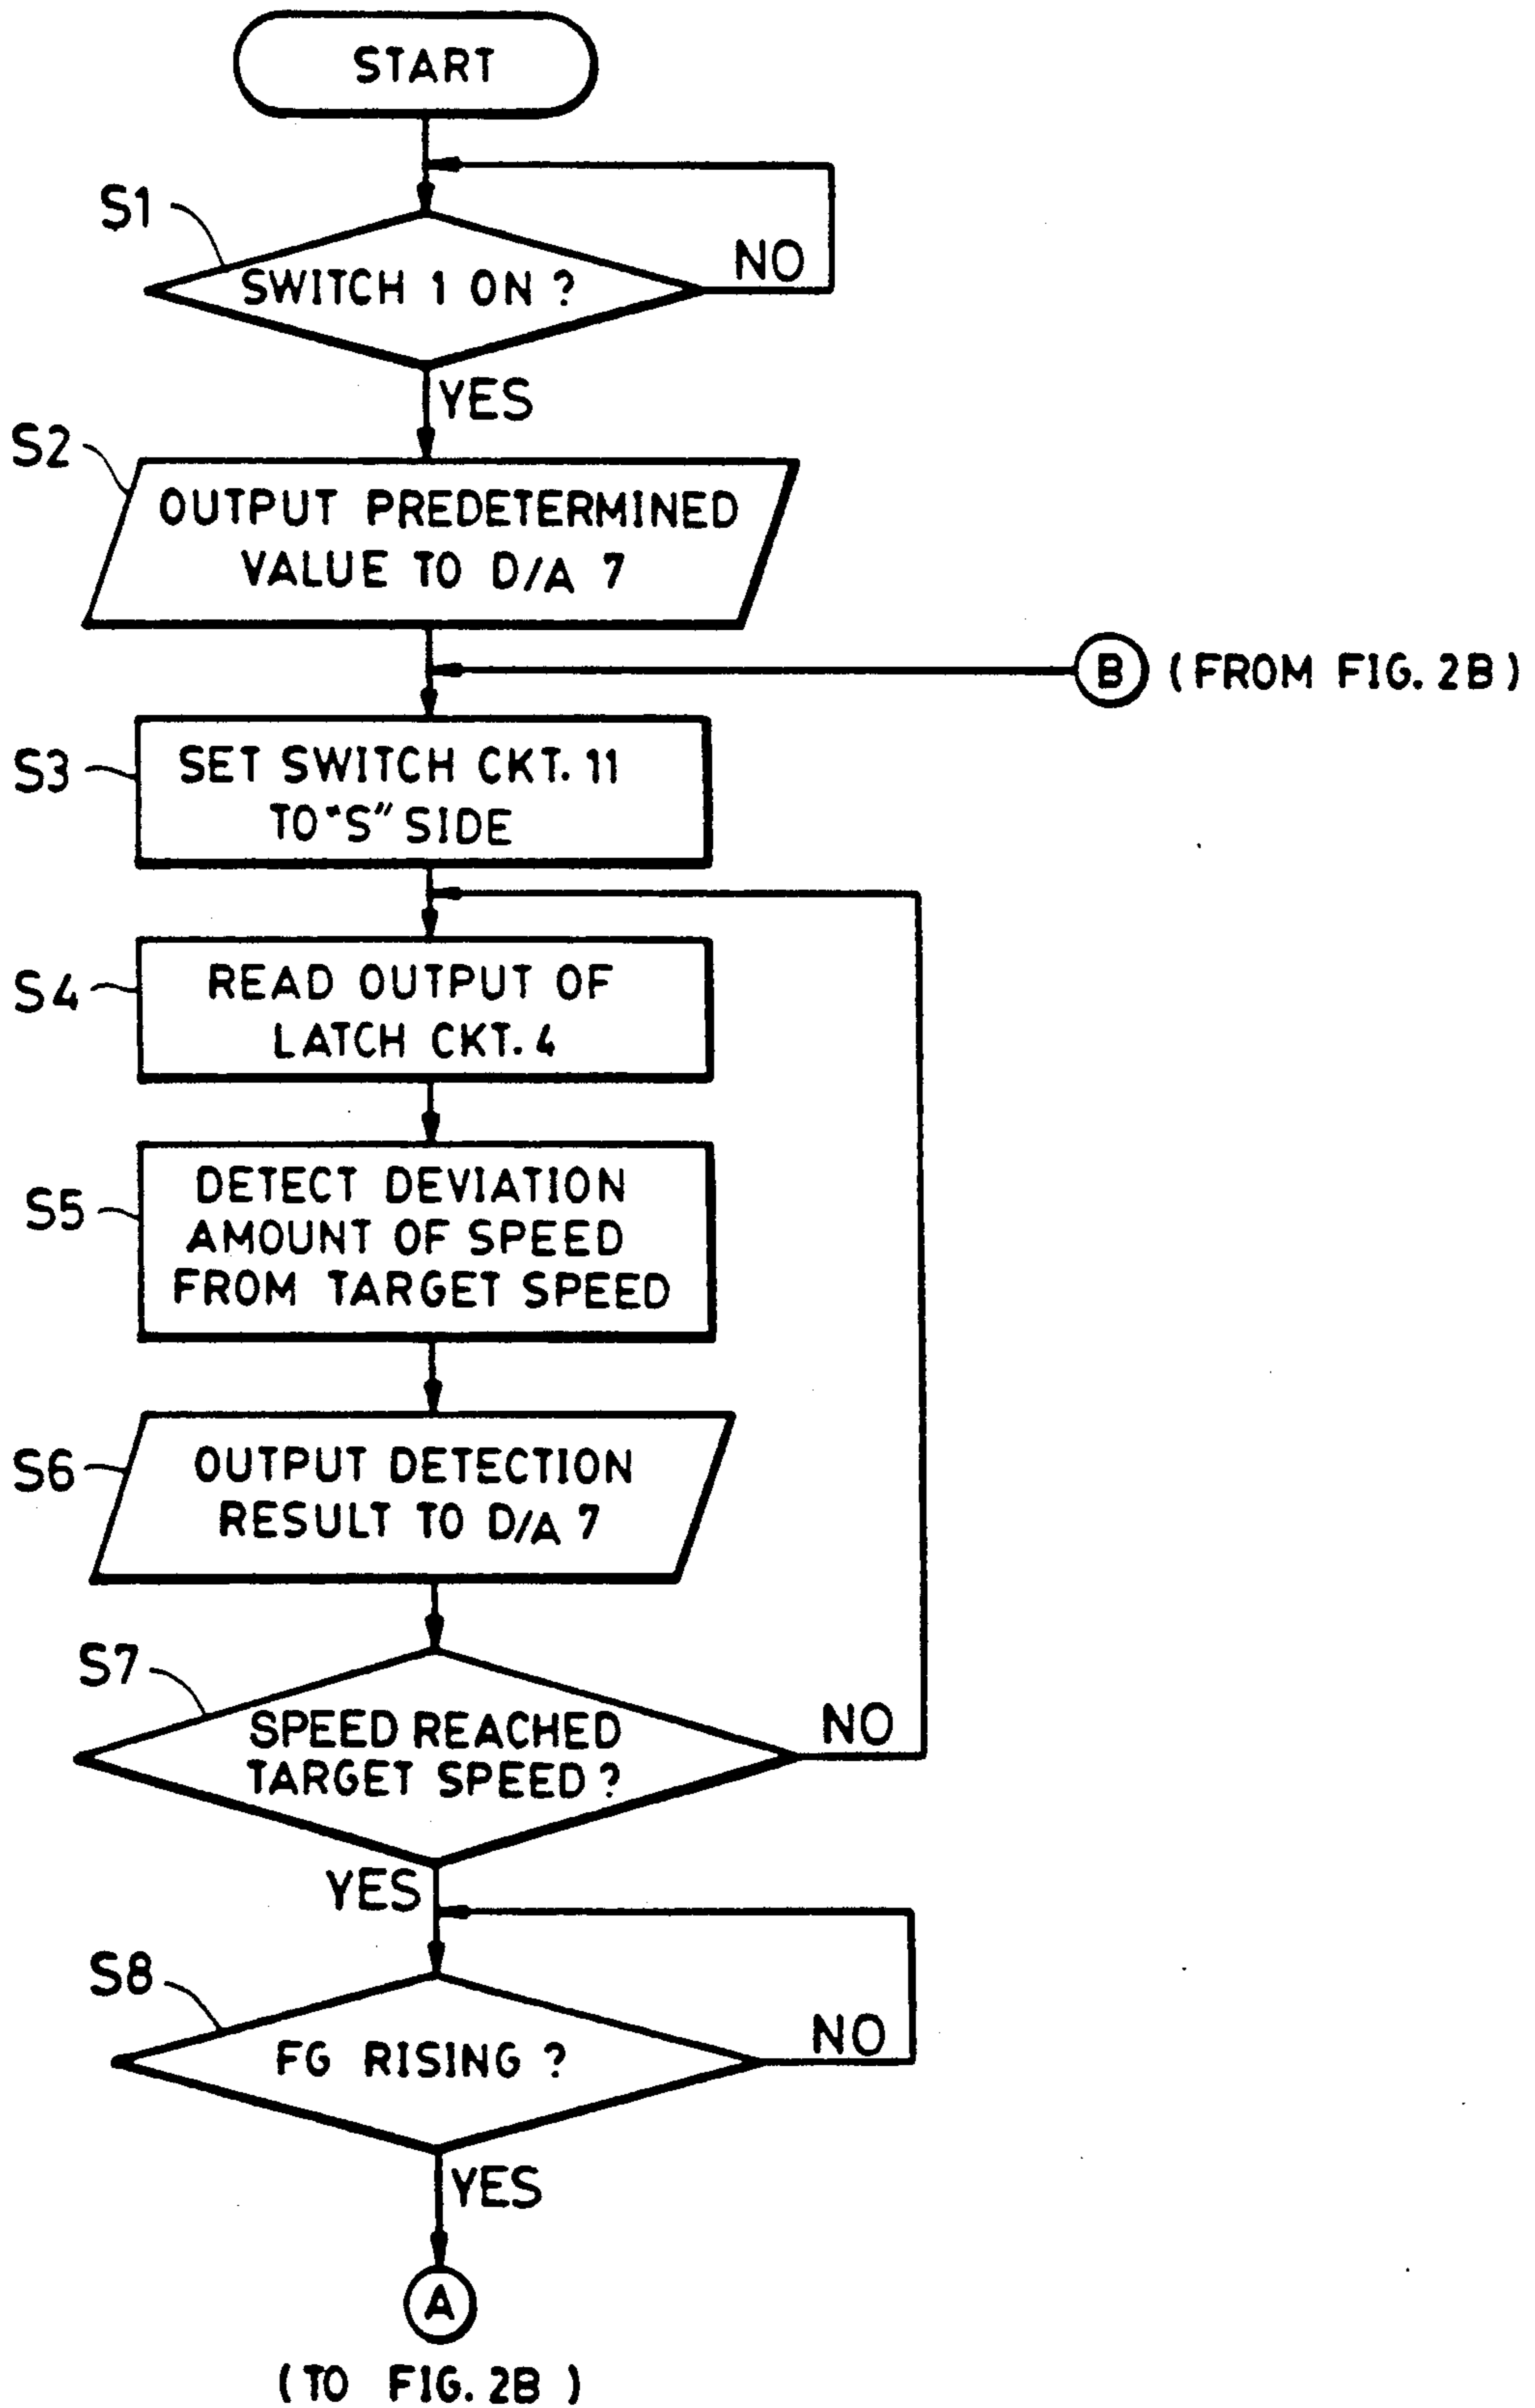 START
S1
SWITCH 1 ON ?
NO
YES
S2
OUTPUT PREDETERMINED
VALUE TO D/A 7
B (FROM FIG. 2B)
S3
SET SWITCH CKT. 11
TO "S" SIDE
S4
READ OUTPUT OF
LATCH CKT. 4
S5
DETECT DEVIATION
AMOUNT OF SPEED
FROM TARGET SPEED
S6
OUTPUT DETECTION
RESULT TO D/A 7
S7
SPEED REACHED
TARGET SPEED ?
NO
YES
S8
FG RISING ?
NO
YES
A
(TO FIG. 2B)